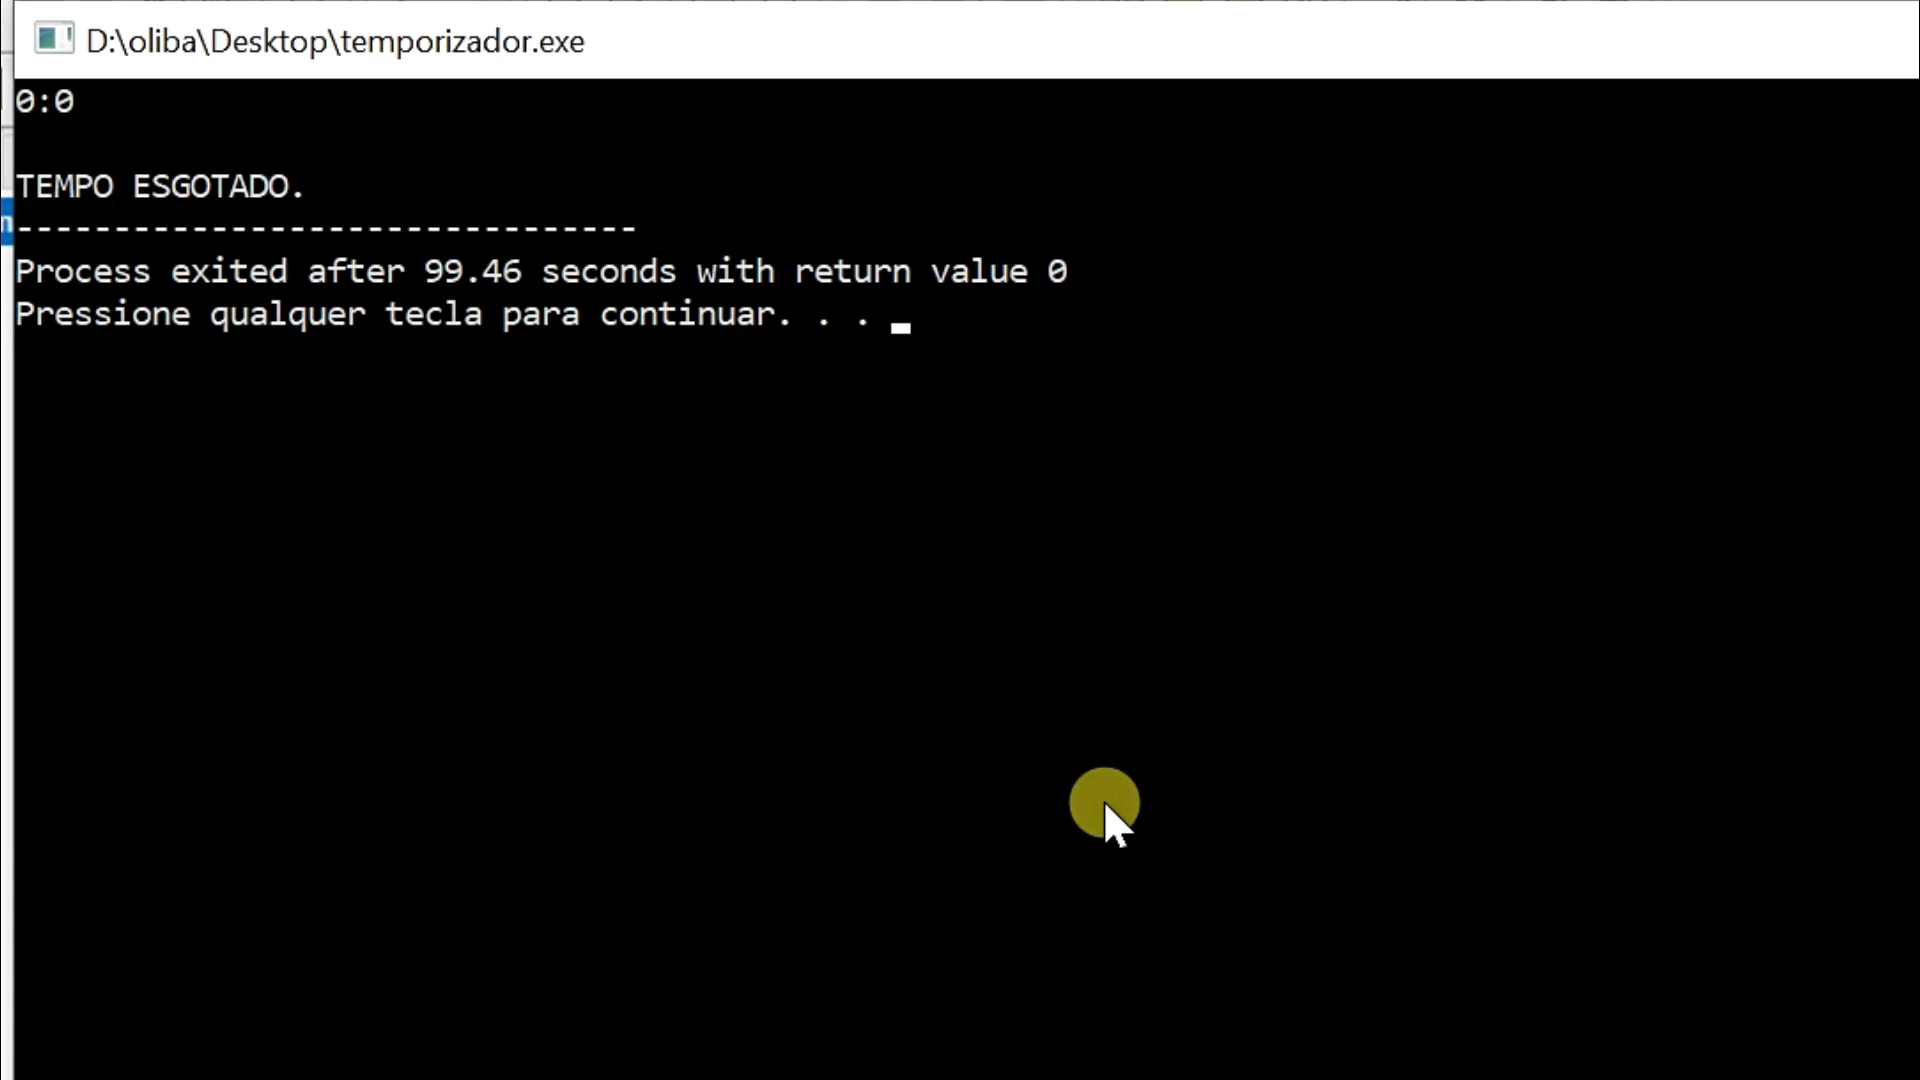 D:\oliba\Desktop\temporizador.exe
0:0
TEMPO ESGOTADO.
--------------------------------
Process exited after 99.46 seconds with return value 0
Pressione qualquer tecla para continuar. . .